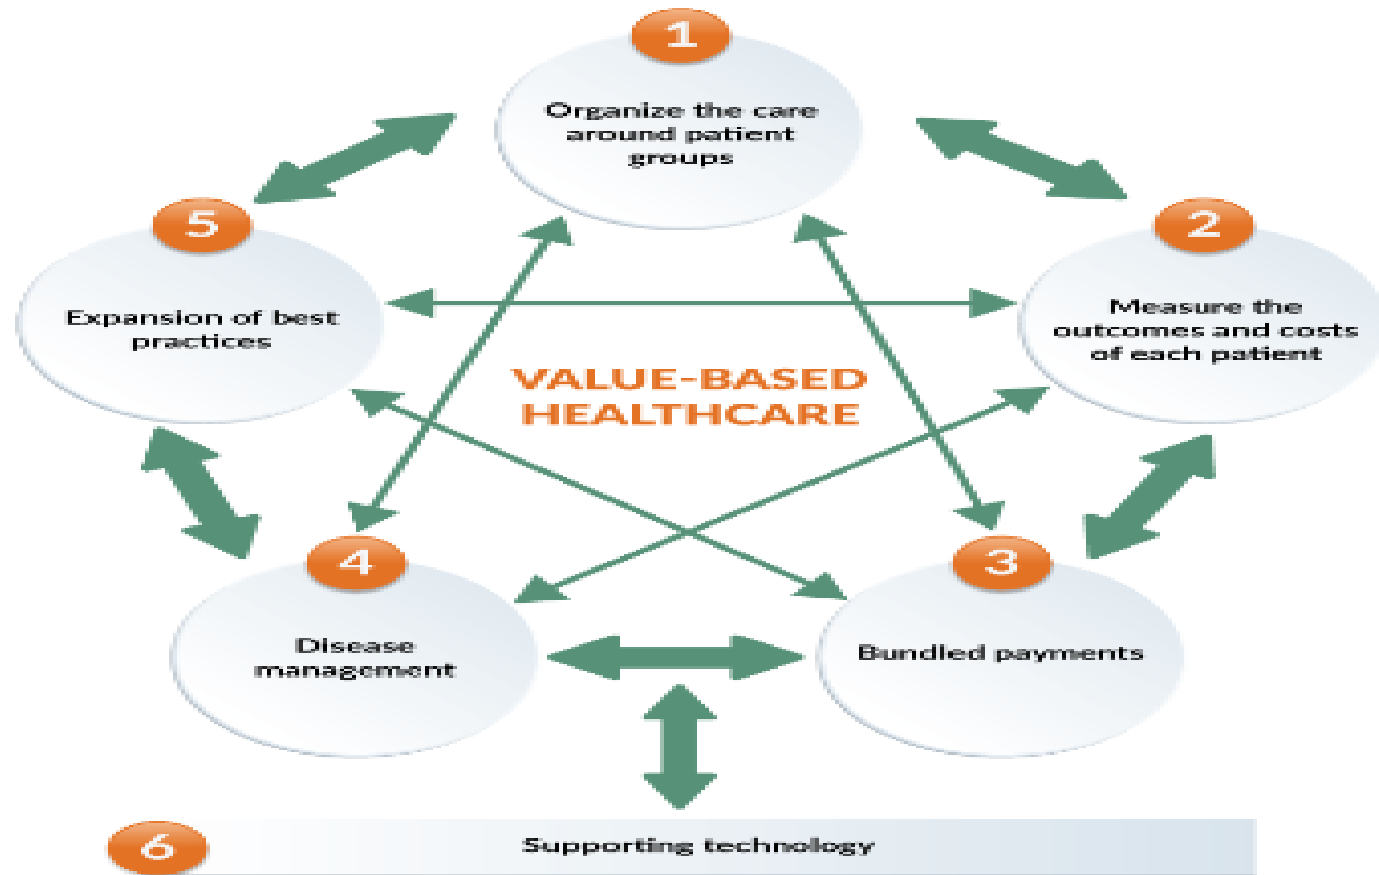 1
Organize the care
around patient
groups
2
Measure the
outcomes and costs
of each patient
3
Bundled payments
4
Disease
management
5
Expansion of best
practices
VALUE-BASED
HEALTHCARE
6
Supporting technology